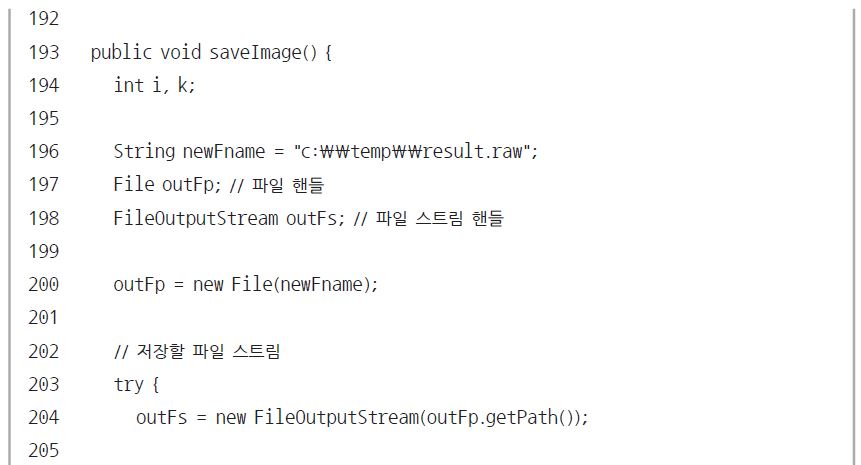 192
193 public void saveImage() {
194 int i, k;
195
196 String newFname = "c:₩₩temp₩₩result.raw";
197 File outFp; // 파일 핸들
198 FileOutputStream outFs; // 파일 스트림 핸들
199
200 outFp = new File(newFname);
201
202 // 저장할 파일 스트림
203 try {
204 outFs = new FileOutputStream(outFp.getPath());
205